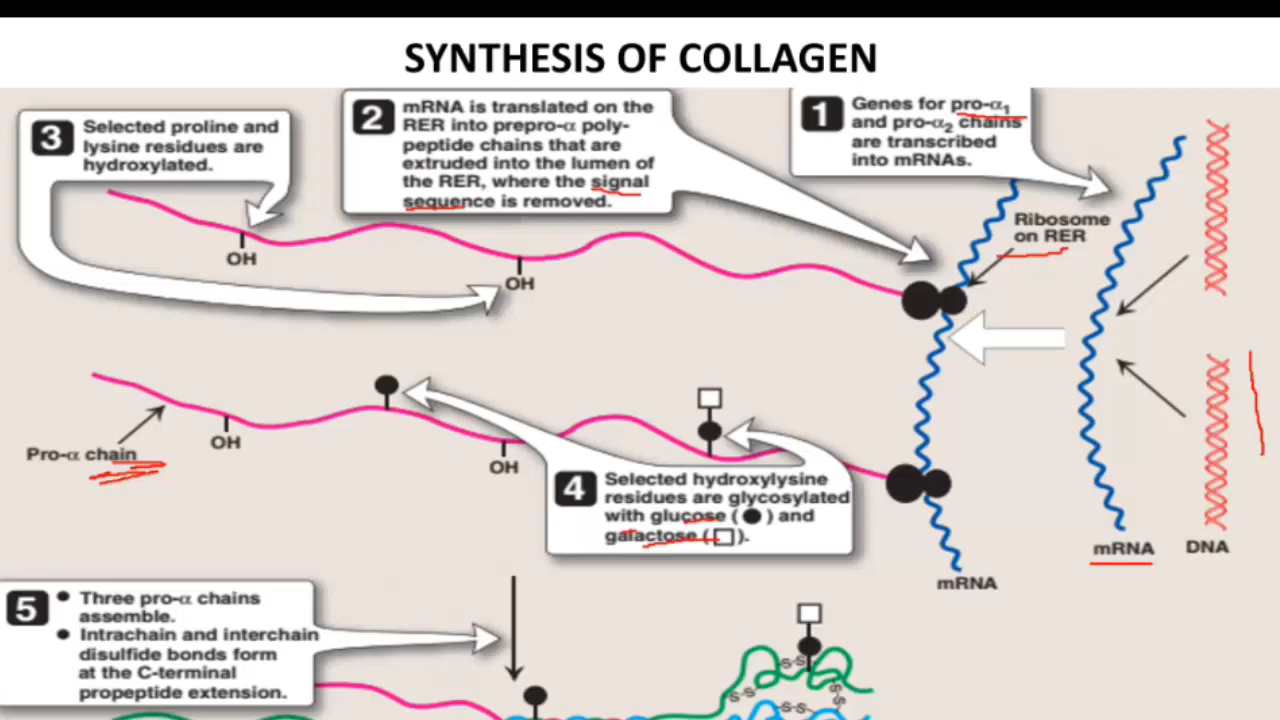 SYNTHESIS OF COLLAGEN
1
Genes for pro-α1
and pro-α2 chains
are transcribed
into mRNAs.
2
mRNA is translated on the
RER into prepro-α poly-
peptide chains that are
extruded into the lumen of
the RER, where the signal
sequence is removed.
3
Selected proline and
lysine residues are
hydroxylated.
Ribosome
on RER
OH
OH
Pro-α chain
OH
OH
4
Selected hydroxylysine
residues are glycosylated
with glucose ( ● ) and
galactose ( □ ).
mRNA
DNA
mRNA
5
● Three pro-α chains
assemble.
● Intrachain and interchain
disulfide bonds form
at the C-terminal
propeptide extension.
-S-S-
-S-S-
-S-S-
-S-S-